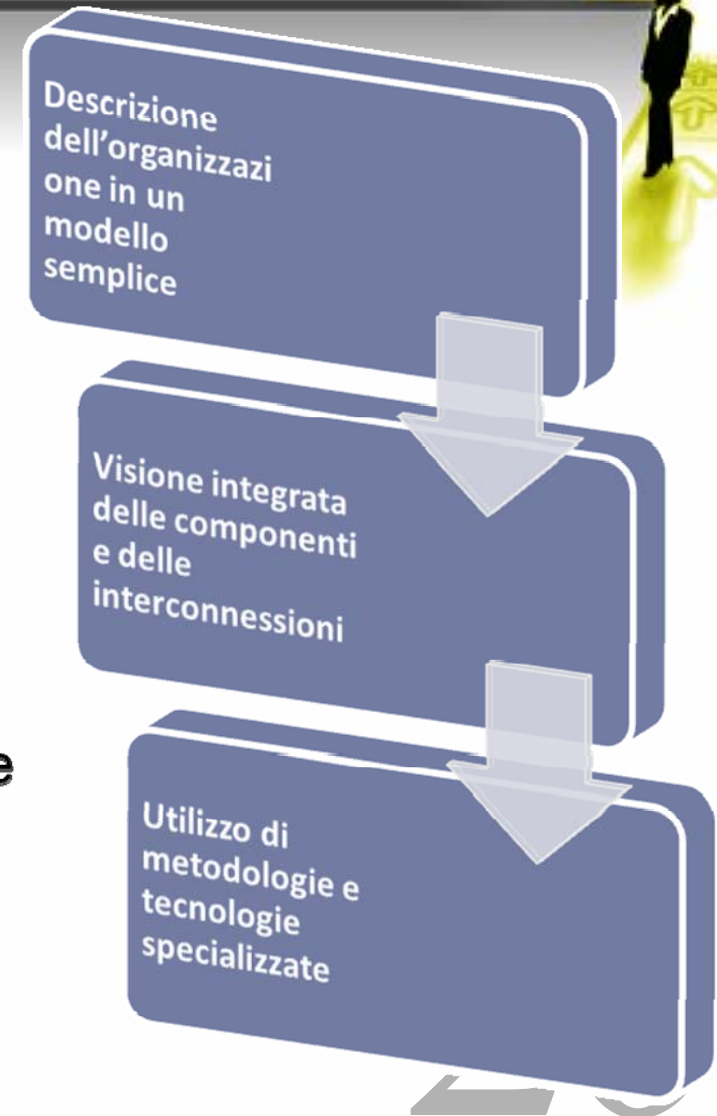 Descrizione
dell’organizzazi
one in un
modello
semplice
Visione integrata
delle componenti
e delle
interconnessioni
e
Utilizzo di
metodologie e
tecnologie
specializzate